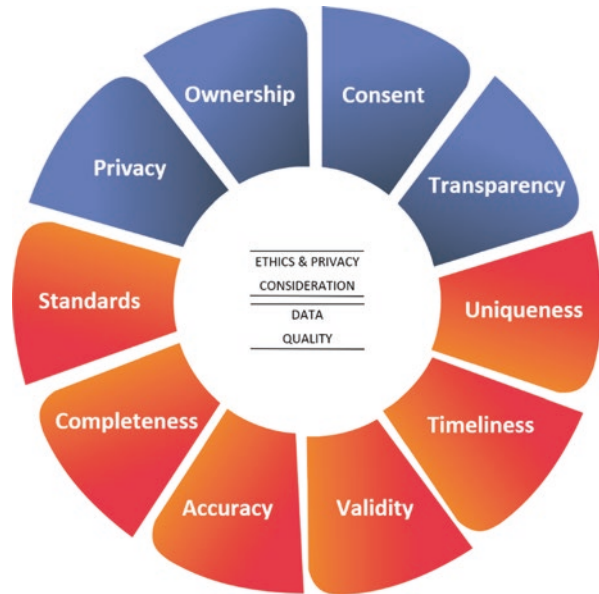 Ownership
Consent
Privacy
Transparency
ETHICS & PRIVACY
CONSIDERATION
DATA
QUALITY
Standards
Uniqueness
Completeness
Timeliness
Accuracy
Validity